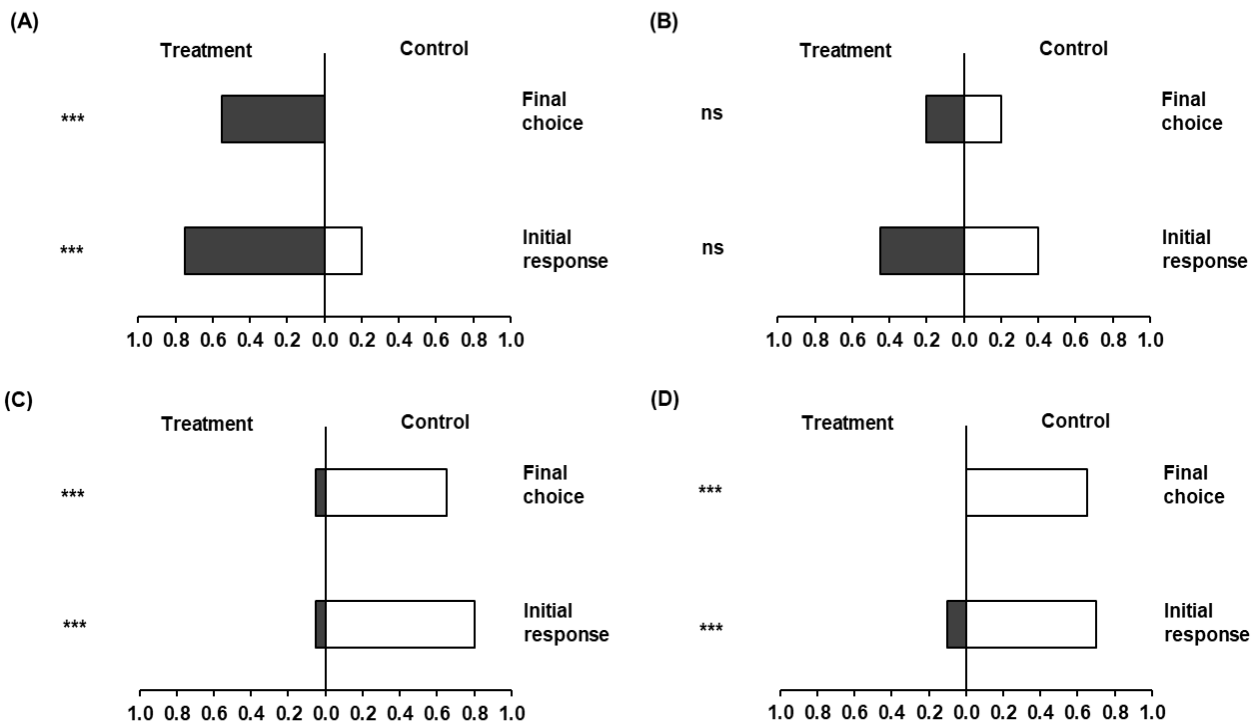 (A)
Treatment
Control
***
Final
choice
***
Initial
response
1.0 0.8 0.6 0.4 0.2 0.0 0.2 0.4 0.6 0.8 1.0
(B)
Treatment
Control
ns
Final
choice
ns
Initial
response
1.0 0.8 0.6 0.4 0.2 0.0 0.2 0.4 0.6 0.8 1.0
(C)
Treatment
Control
***
Final
choice
***
Initial
response
1.0 0.8 0.6 0.4 0.2 0.0 0.2 0.4 0.6 0.8 1.0
(D)
Treatment
Control
***
Final
choice
***
Initial
response
1.0 0.8 0.6 0.4 0.2 0.0 0.2 0.4 0.6 0.8 1.0